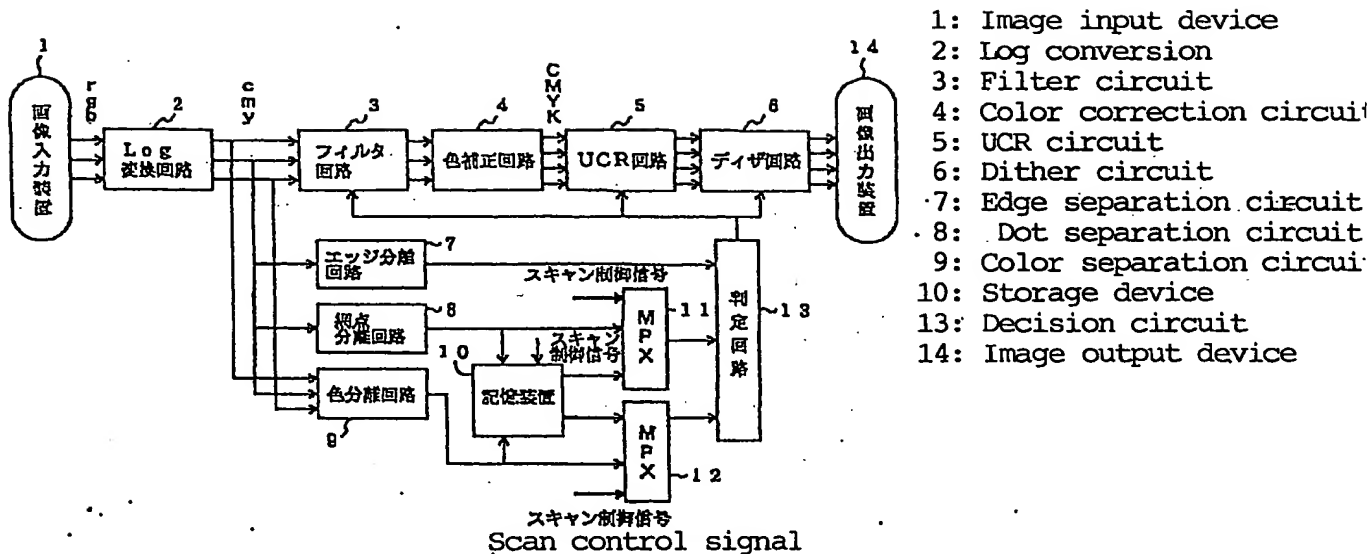 1
画像入力装置
rgb
2
Log
変換回路
cmy
3
フィルタ
回路
4
色補正回路
CMYK
5
UCR回路
6
ディザ回路
14
画像出力装置
7
エッジ分離
回路
スキャン制御信号
8
網点
分離回路
スキャン
制御信号
MPX
11
判定回路
13
10
記憶装置
色分離回路
9
MPX
12
スキャン制御信号
Scan control signal
1: Image input device
2: Log conversion
3: Filter circuit
4: Color correction circuit
5: UCR circuit
6: Dither circuit
7: Edge separation circuit
8: Dot separation circuit
9: Color separation circui
10: Storage device
13: Decision circuit
14: Image output device